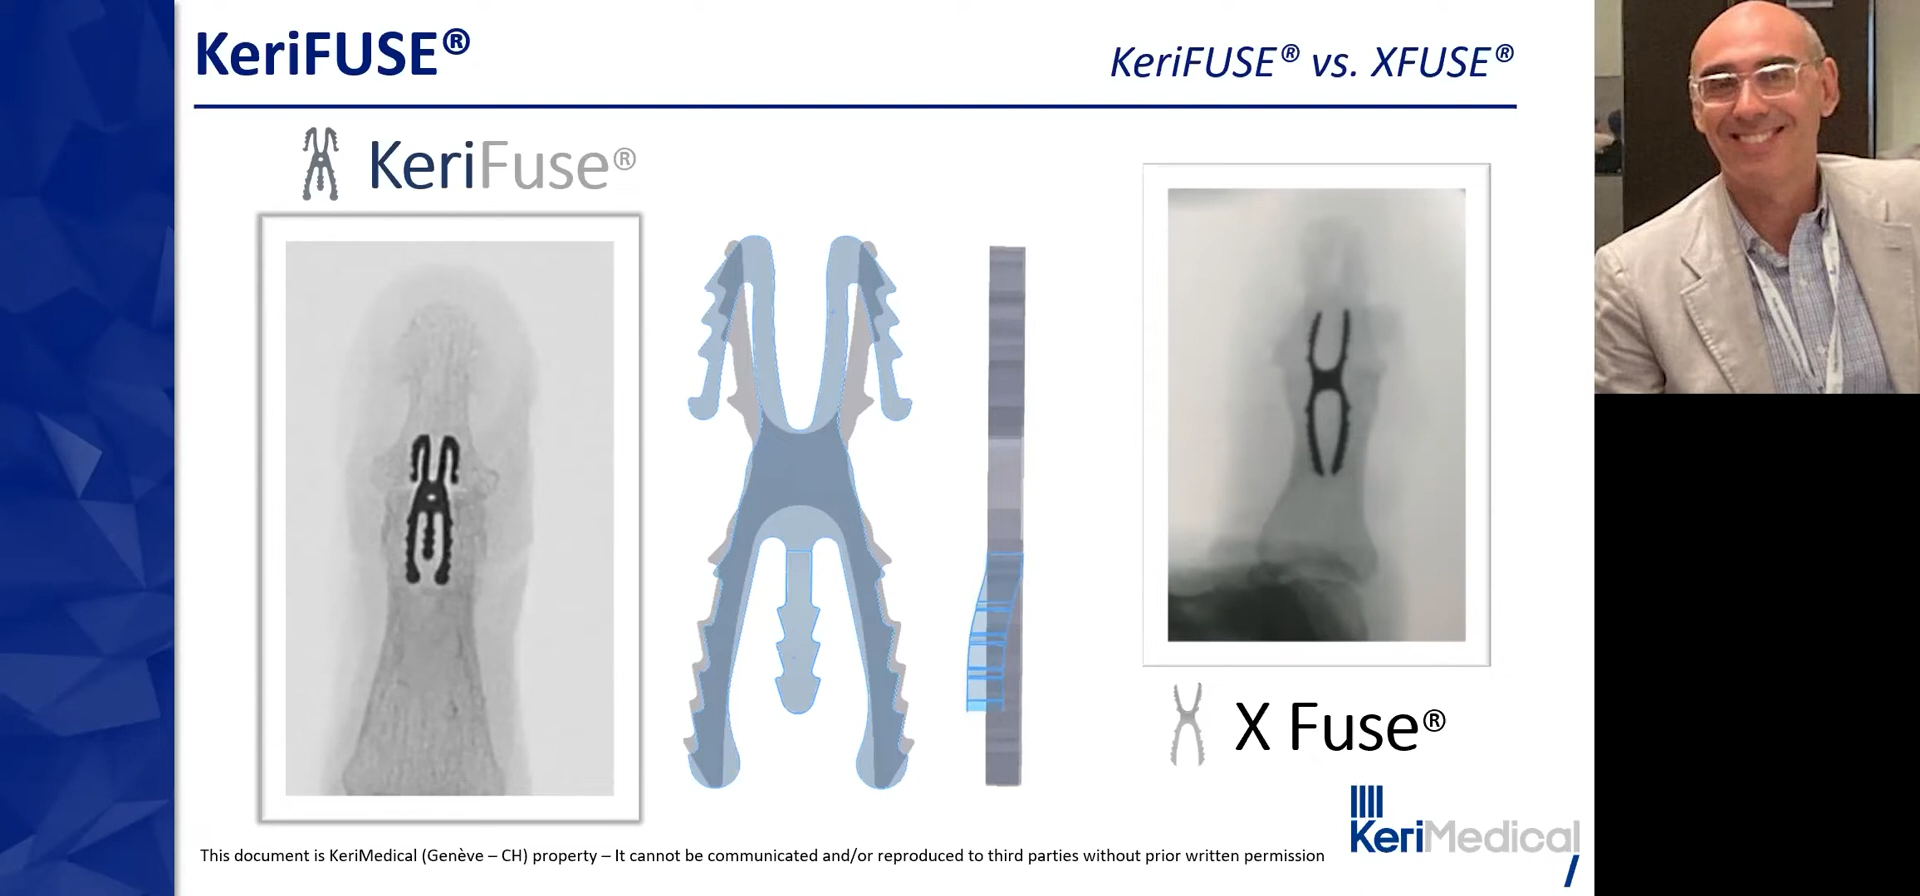 KeriFUSE®
KeriFUSE® vs. XFUSE®
KeriFuse®
X Fuse®
KeriMedical
This document is KeriMedical (Genève – CH) property – It cannot be communicated and/or reproduced to third parties without prior written permission